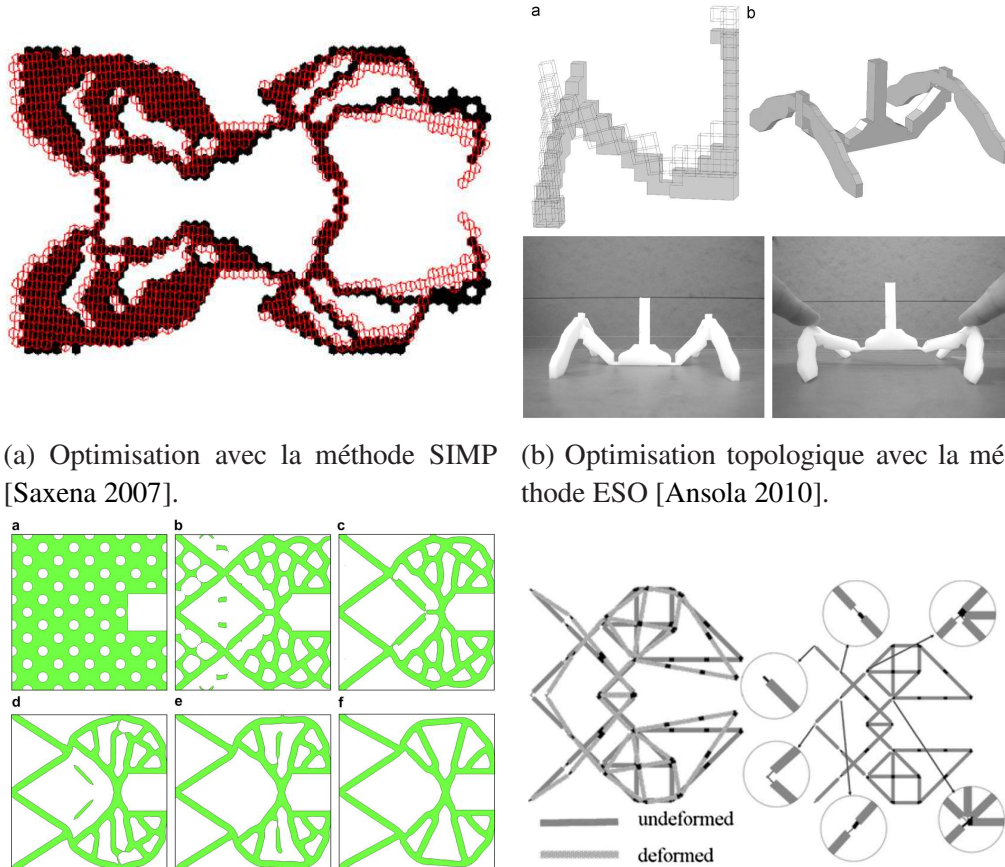 a
b
(a) Optimisation avec la méthode SIMP
[Saxena 2007].
(b) Optimisation topologique avec la mé
thode ESO [Ansola 2010].
a
b
c
d
e
f
undeformed
deformed